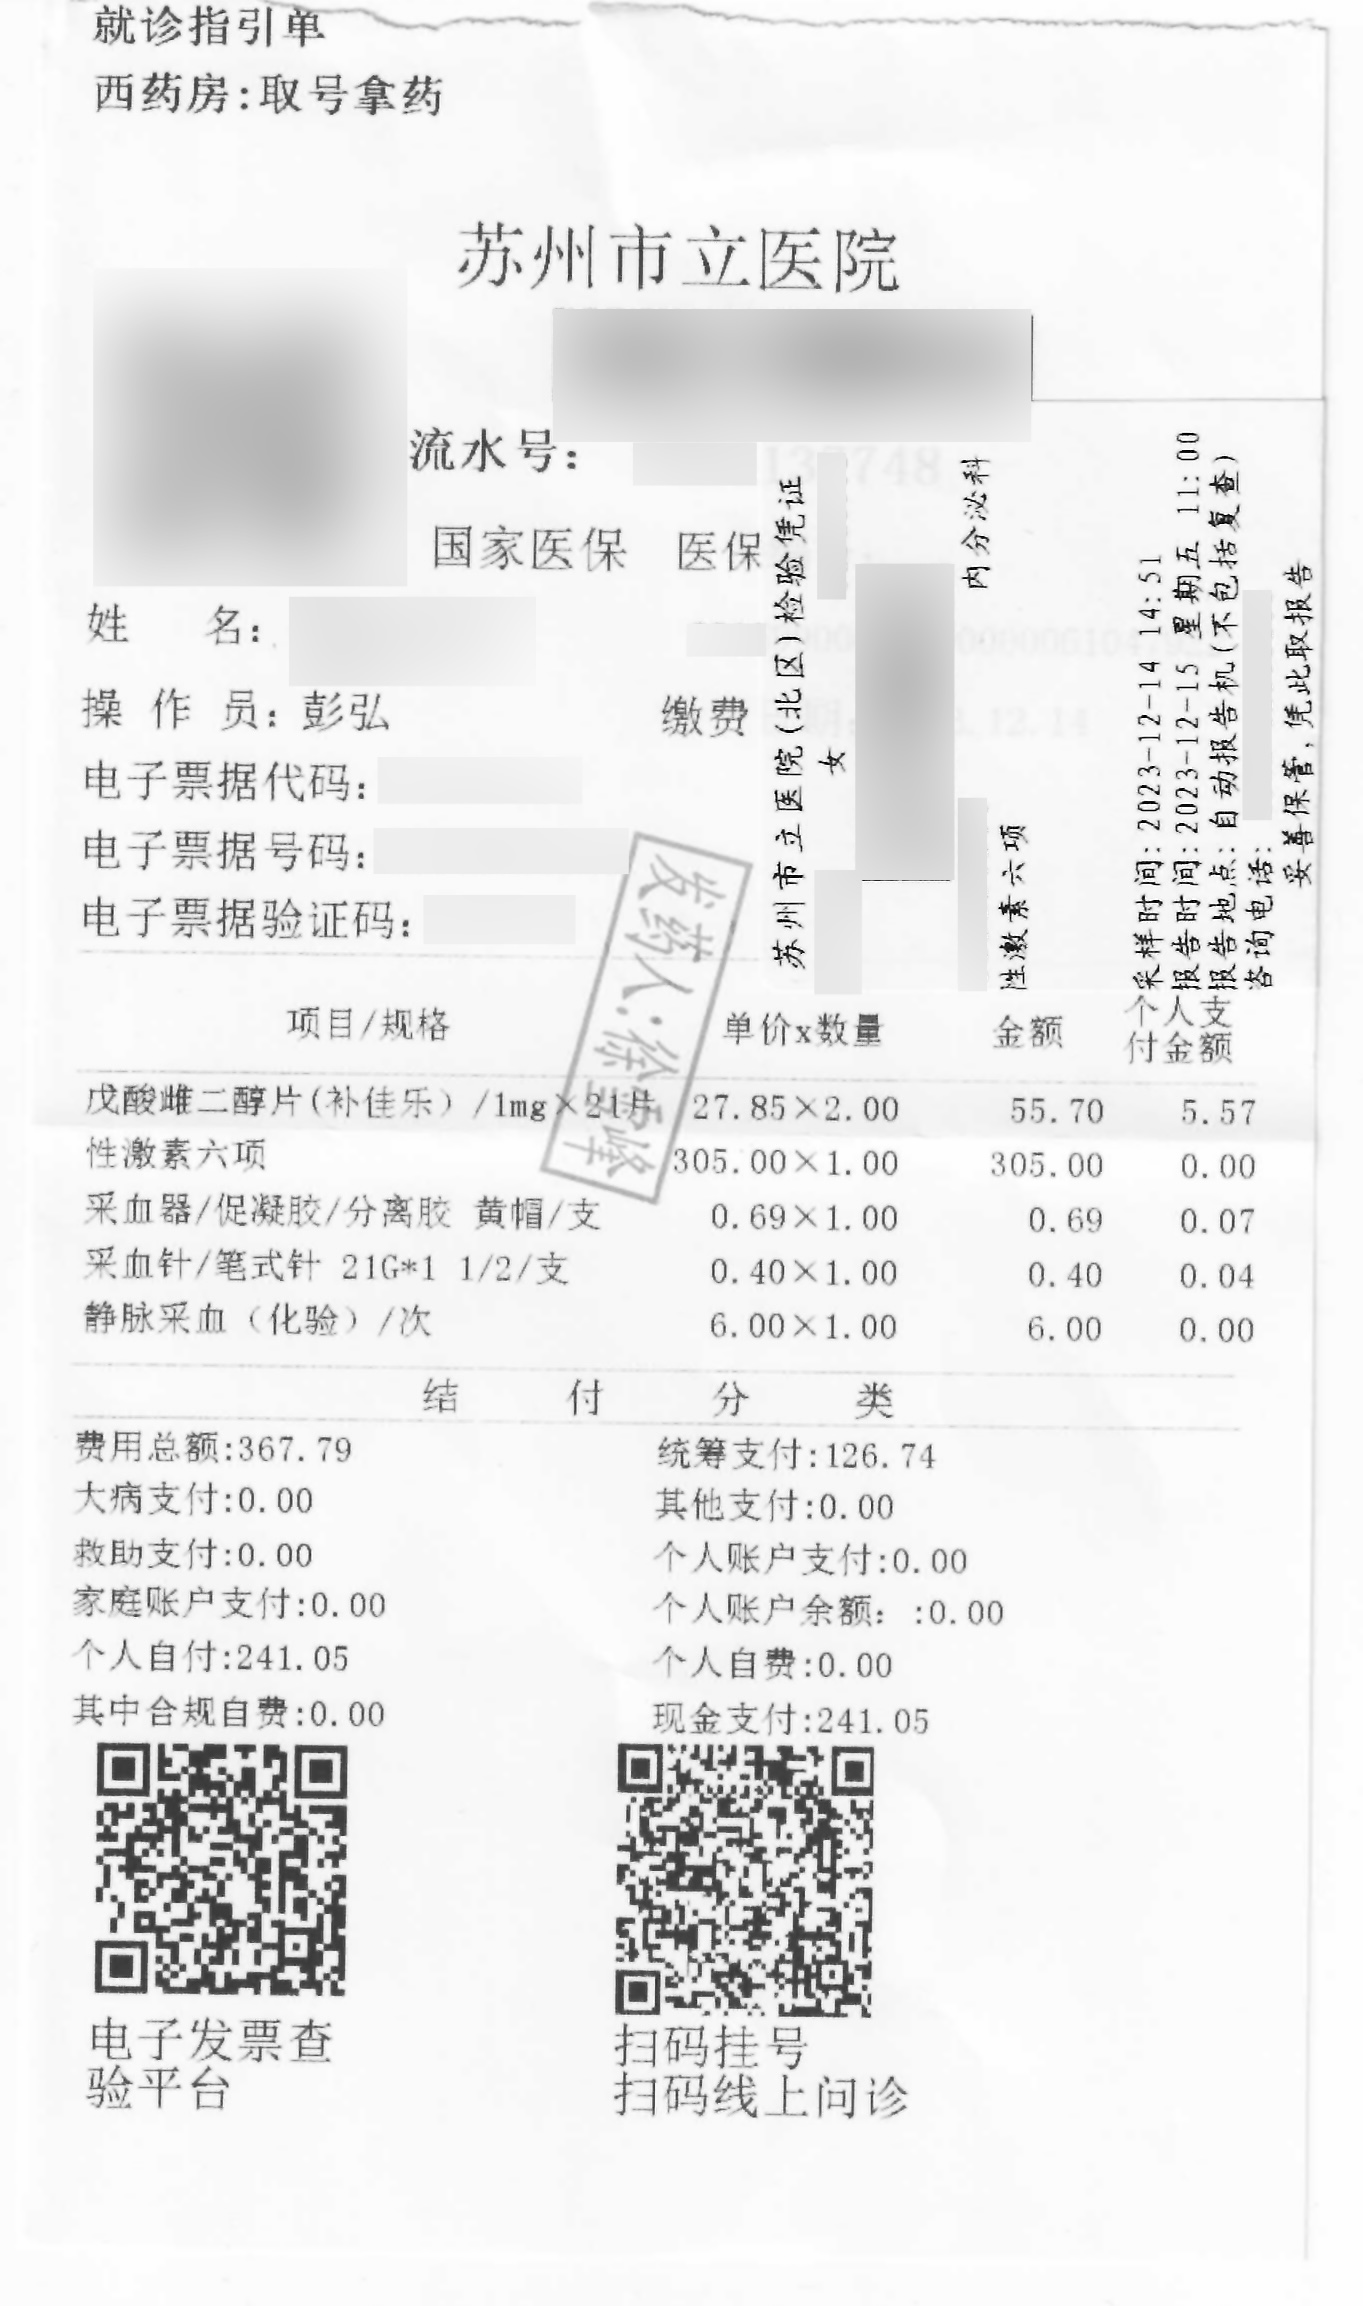 就诊指引单
西药房:取号拿药
苏州市立医院
流水号:
国家医保 医保
姓 名:
操 作 员: 彭弘 缴费
电子票据代码:
电子票据号码:
电子票据验证码:
苏州市立医院(北区)检验凭证
女
内分泌科
性激素六项
采样时间:2023-12-14 14:51
报告时间:2023-12-15 星期五 11:00
报告地点:自动报告机(不包括复查)
咨询电话:
妥善保管,凭此取报告
发药人:徐雪峰
项目/规格 单价x数量 金额 个人支付金额
戊酸雌二醇片(补佳乐)/1mg×21片 27.85×2.00 55.70 5.57
性激素六项 305.00×1.00 305.00 0.00
采血器/促凝胶/分离胶 黄帽/支 0.69×1.00 0.69 0.07
采血针/笔式针 21G*1 1/2/支 0.40×1.00 0.40 0.04
静脉采血(化验)/次 6.00×1.00 6.00 0.00
结 付 分 类
费用总额:367.79 统筹支付:126.74
大病支付:0.00 其他支付:0.00
救助支付:0.00 个人账户支付:0.00
家庭账户支付:0.00 个人账户余额: :0.00
个人自付:241.05 个人自费:0.00
其中合规自费:0.00 现金支付:241.05
电子发票查
验平台
扫码挂号
扫码线上问诊